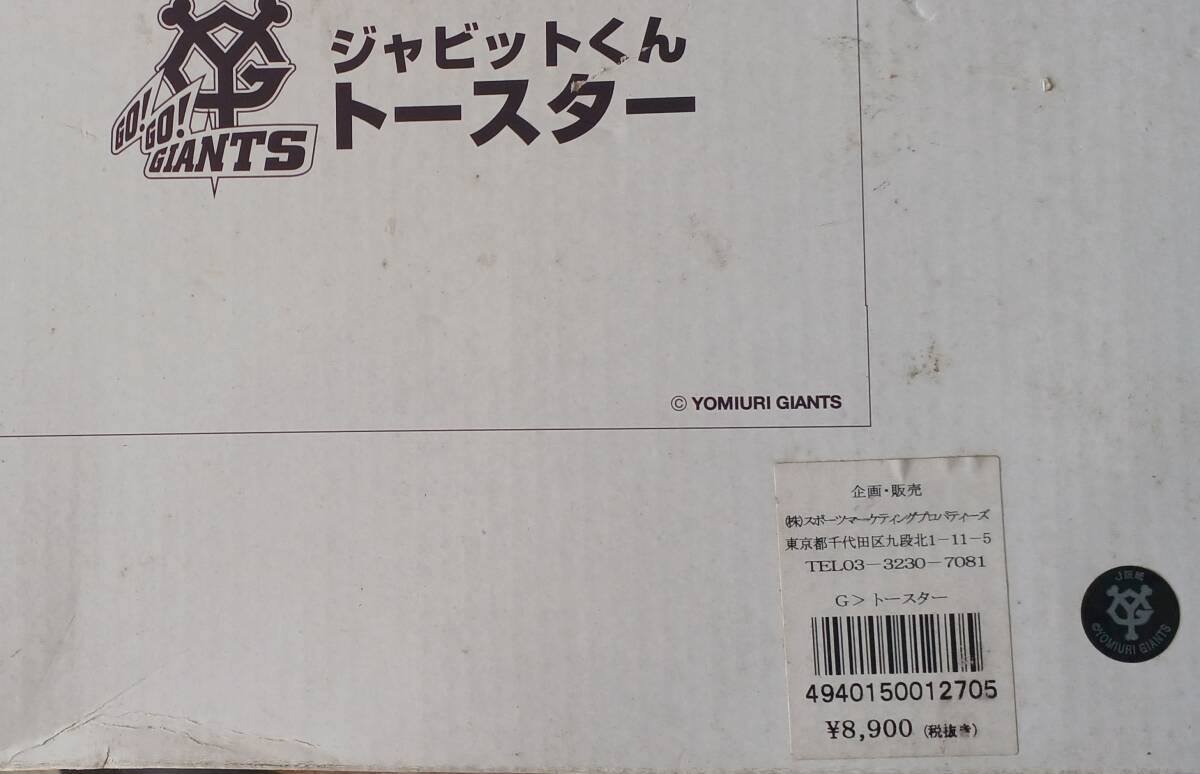 YG
GO! GO!
GIANTS
ジャビットくん
トースター
© YOMIURI GIANTS
企画・販売
(株)スポーツマーケティングプロパティーズ
東京都千代田区九段北1-11-5
TEL03-3230-7081
G> トースター
4940150012705
¥8,900 (税抜き)
YG
©YOMIURI GIANTS